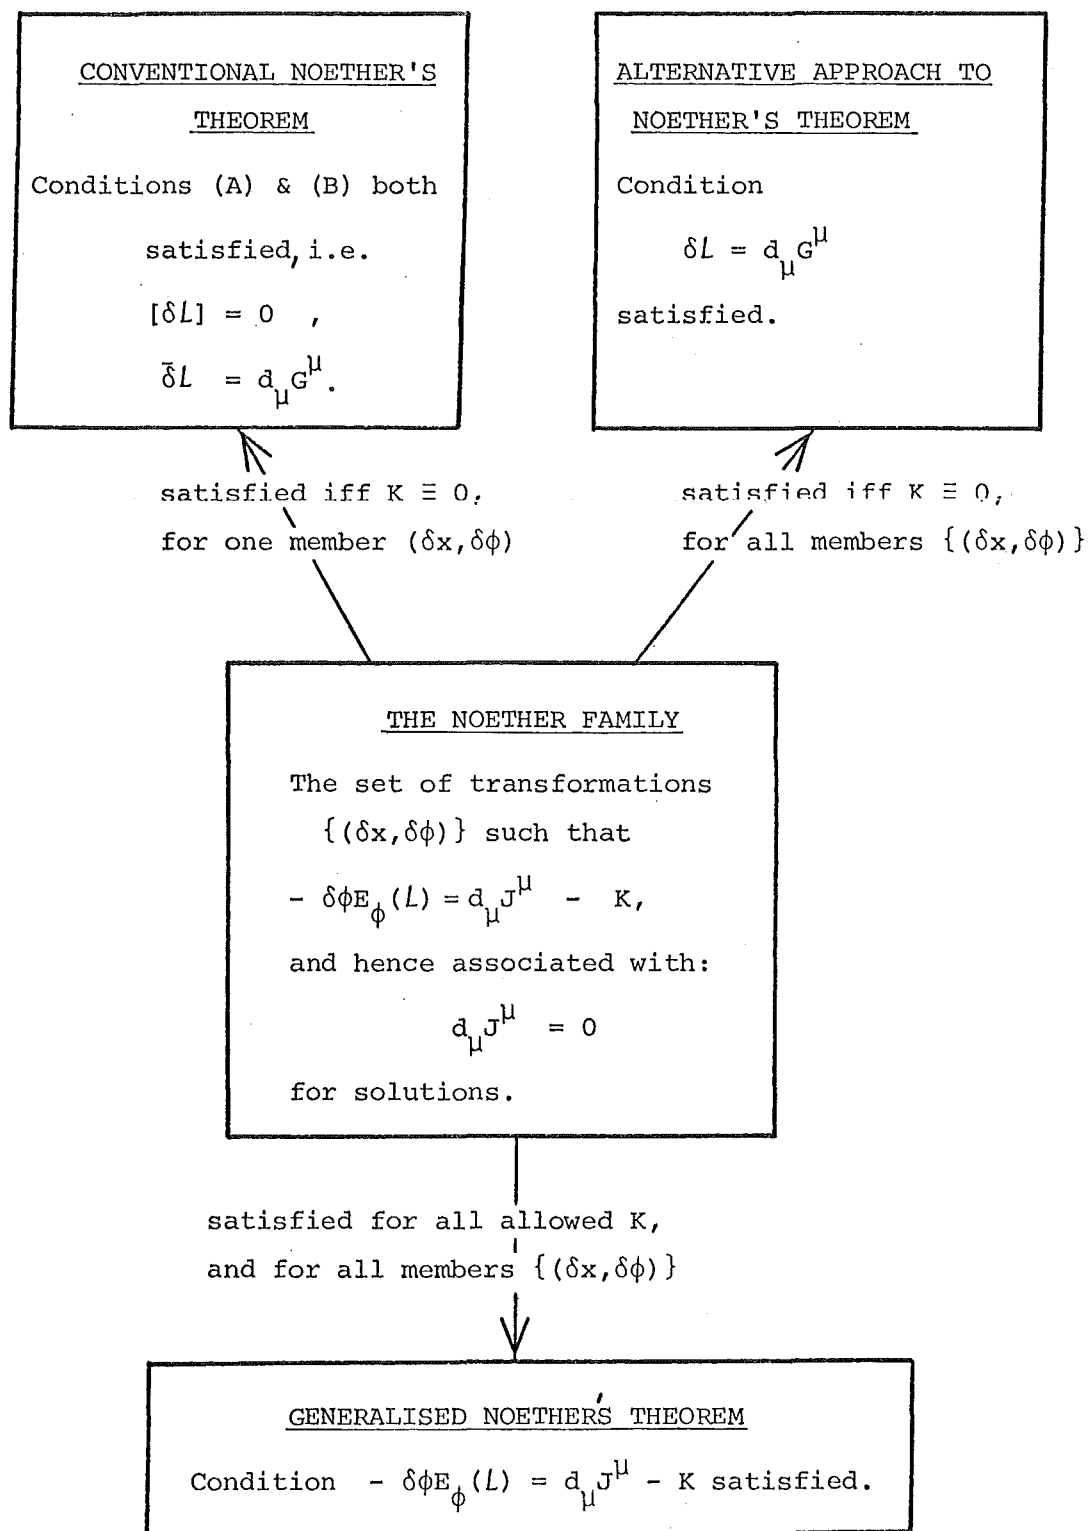 CONVENTIONAL NOETHER'S
THEOREM
Conditions (A) & (B) both
satisfied, i.e.
[δL] = 0 ,
δ̄L = d_μG^μ.
ALTERNATIVE APPROACH TO
NOETHER'S THEOREM
Condition
δL = d_μG^μ
satisfied.
satisfied iff K ≡ 0,
for one member (δx,δϕ)
satisfied iff K ≡ 0,
for all members {(δx,δϕ)}
THE NOETHER FAMILY
The set of transformations
{(δx,δϕ)} such that
- δϕE_ϕ(L) = d_μJ^μ - K,
and hence associated with:
d_μJ^μ = 0
for solutions.
satisfied for all allowed K,
and for all members {(δx,δϕ)}
GENERALISED NOETHER'S THEOREM
Condition - δϕE_ϕ(L) = d_μJ^μ - K satisfied.